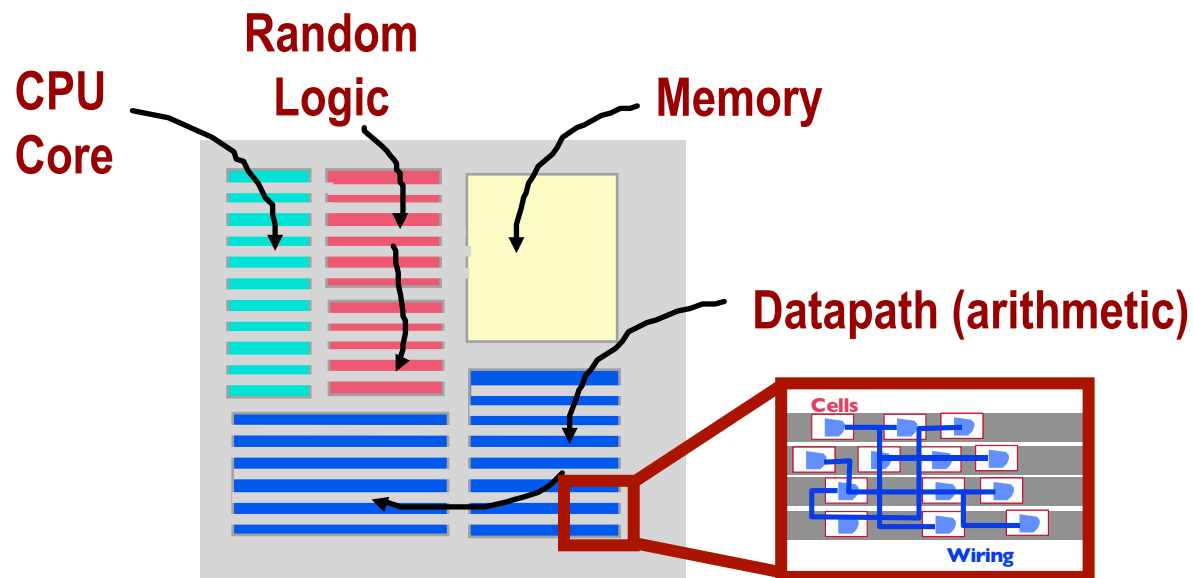 Random
Logic
CPU
Core
Memory
Datapath (arithmetic)
Cells
Wiring